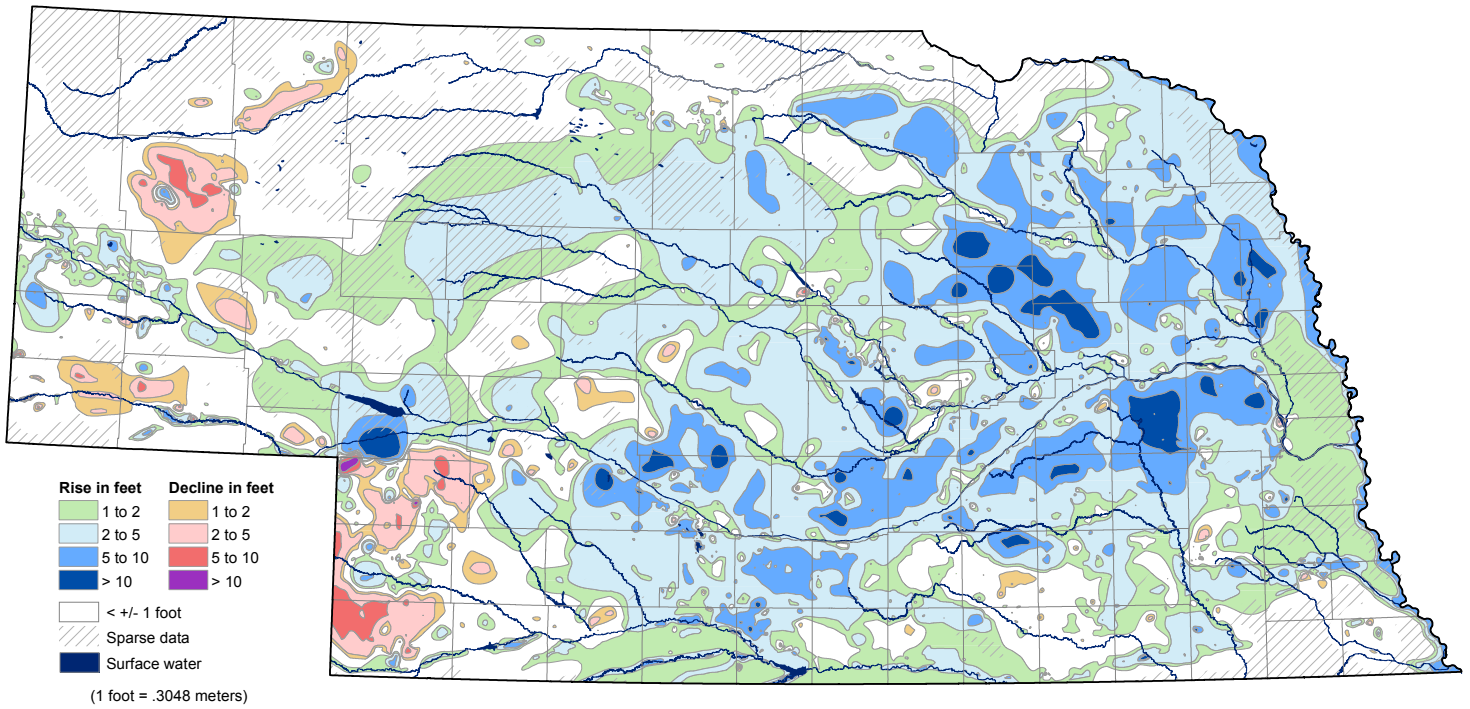 Rise in feet Decline in feet
1 to 2 1 to 2
2 to 5 2 to 5
5 to 10 5 to 10
> 10 > 10
< +/- 1 foot
Sparse data
Surface water
(1 foot = .3048 meters)